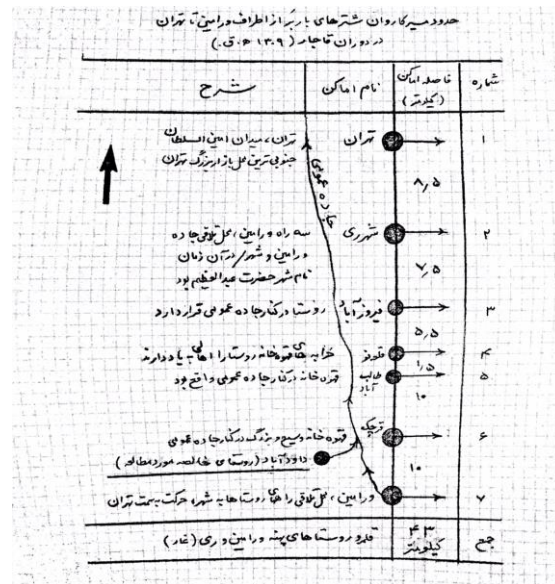 حدود مسیر کاروان شترهای باربَر از اطراف ورامین تا تهران
در دوران قاجار (۱۳۰۹ ه.ق.)
شماره
فاصله اماکن (کیلومتر)
نام اماکن
شرح
۱
تهران
تهران، میدان امین السلطان
جنوبی ترین محل بازار بزرگ تهران
۸٫۵
جاده عمومی
۲
شهرری
سه راه ورامین، محل تلاقی جاده
ورامین و شهر/ در آن زمان
نام شهر حضرت عبدالعظیم بود
۷٫۵
۳
فیروزآباد
روستا در کنار جاده عمومی قرار دارد
۵٫۵
۴
قلعه نو
خرابه های قهوه خانه روستا را اهالی به یاد دارند
۱٫۵
۵
طالب آباد
قهوه خانه در کنار جاده عمومی واقع بود
۱۰
۶
قرچک
قهوه خانه وسیع و بزرگ در کنار جاده عمومی
داودآباد (روستای خالصه مورد مطالعه)
۱۰
۷
ورامین، محل تلاقی راههای روستاها به شهر، حرکت به سمت تهران
جمع
۴۳
کیلومتر
قلمرو روستاهای پهنه ورامین و ری (غار)